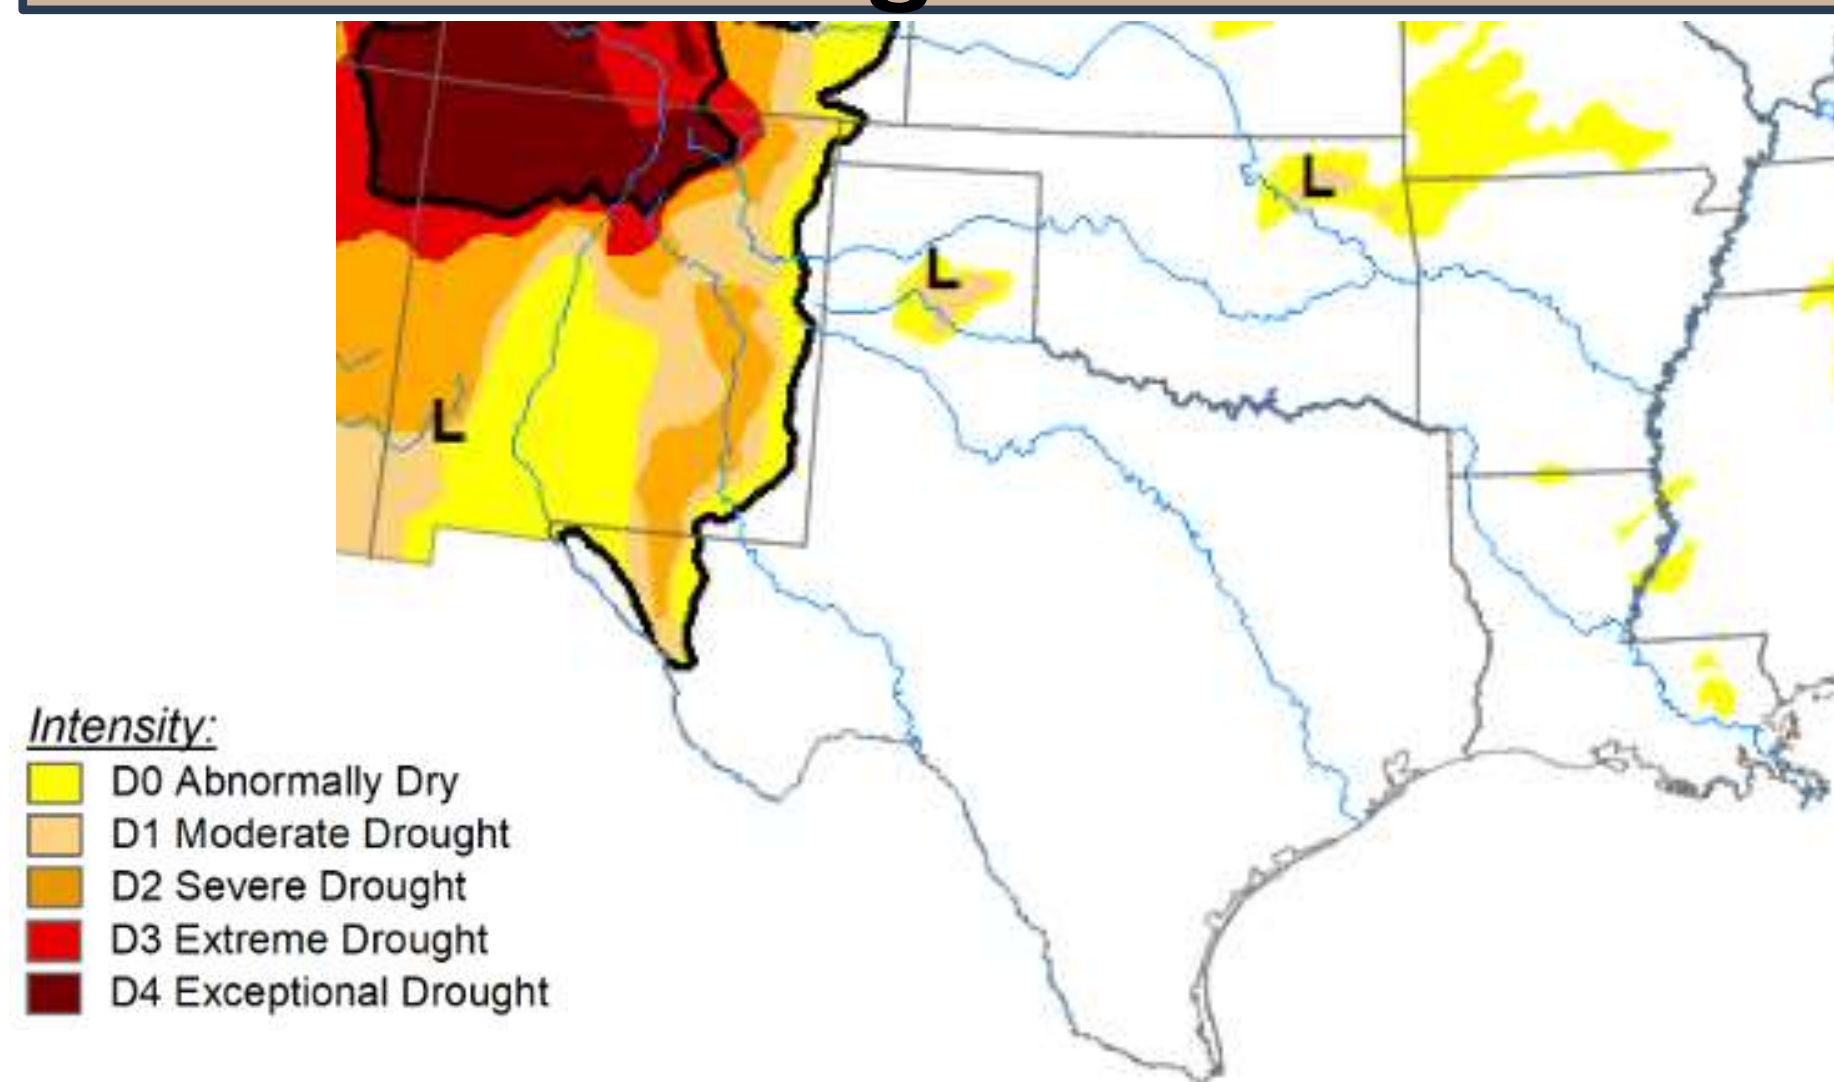 g
L
L
L
Intensity:
D0 Abnormally Dry
D1 Moderate Drought
D2 Severe Drought
D3 Extreme Drought
D4 Exceptional Drought